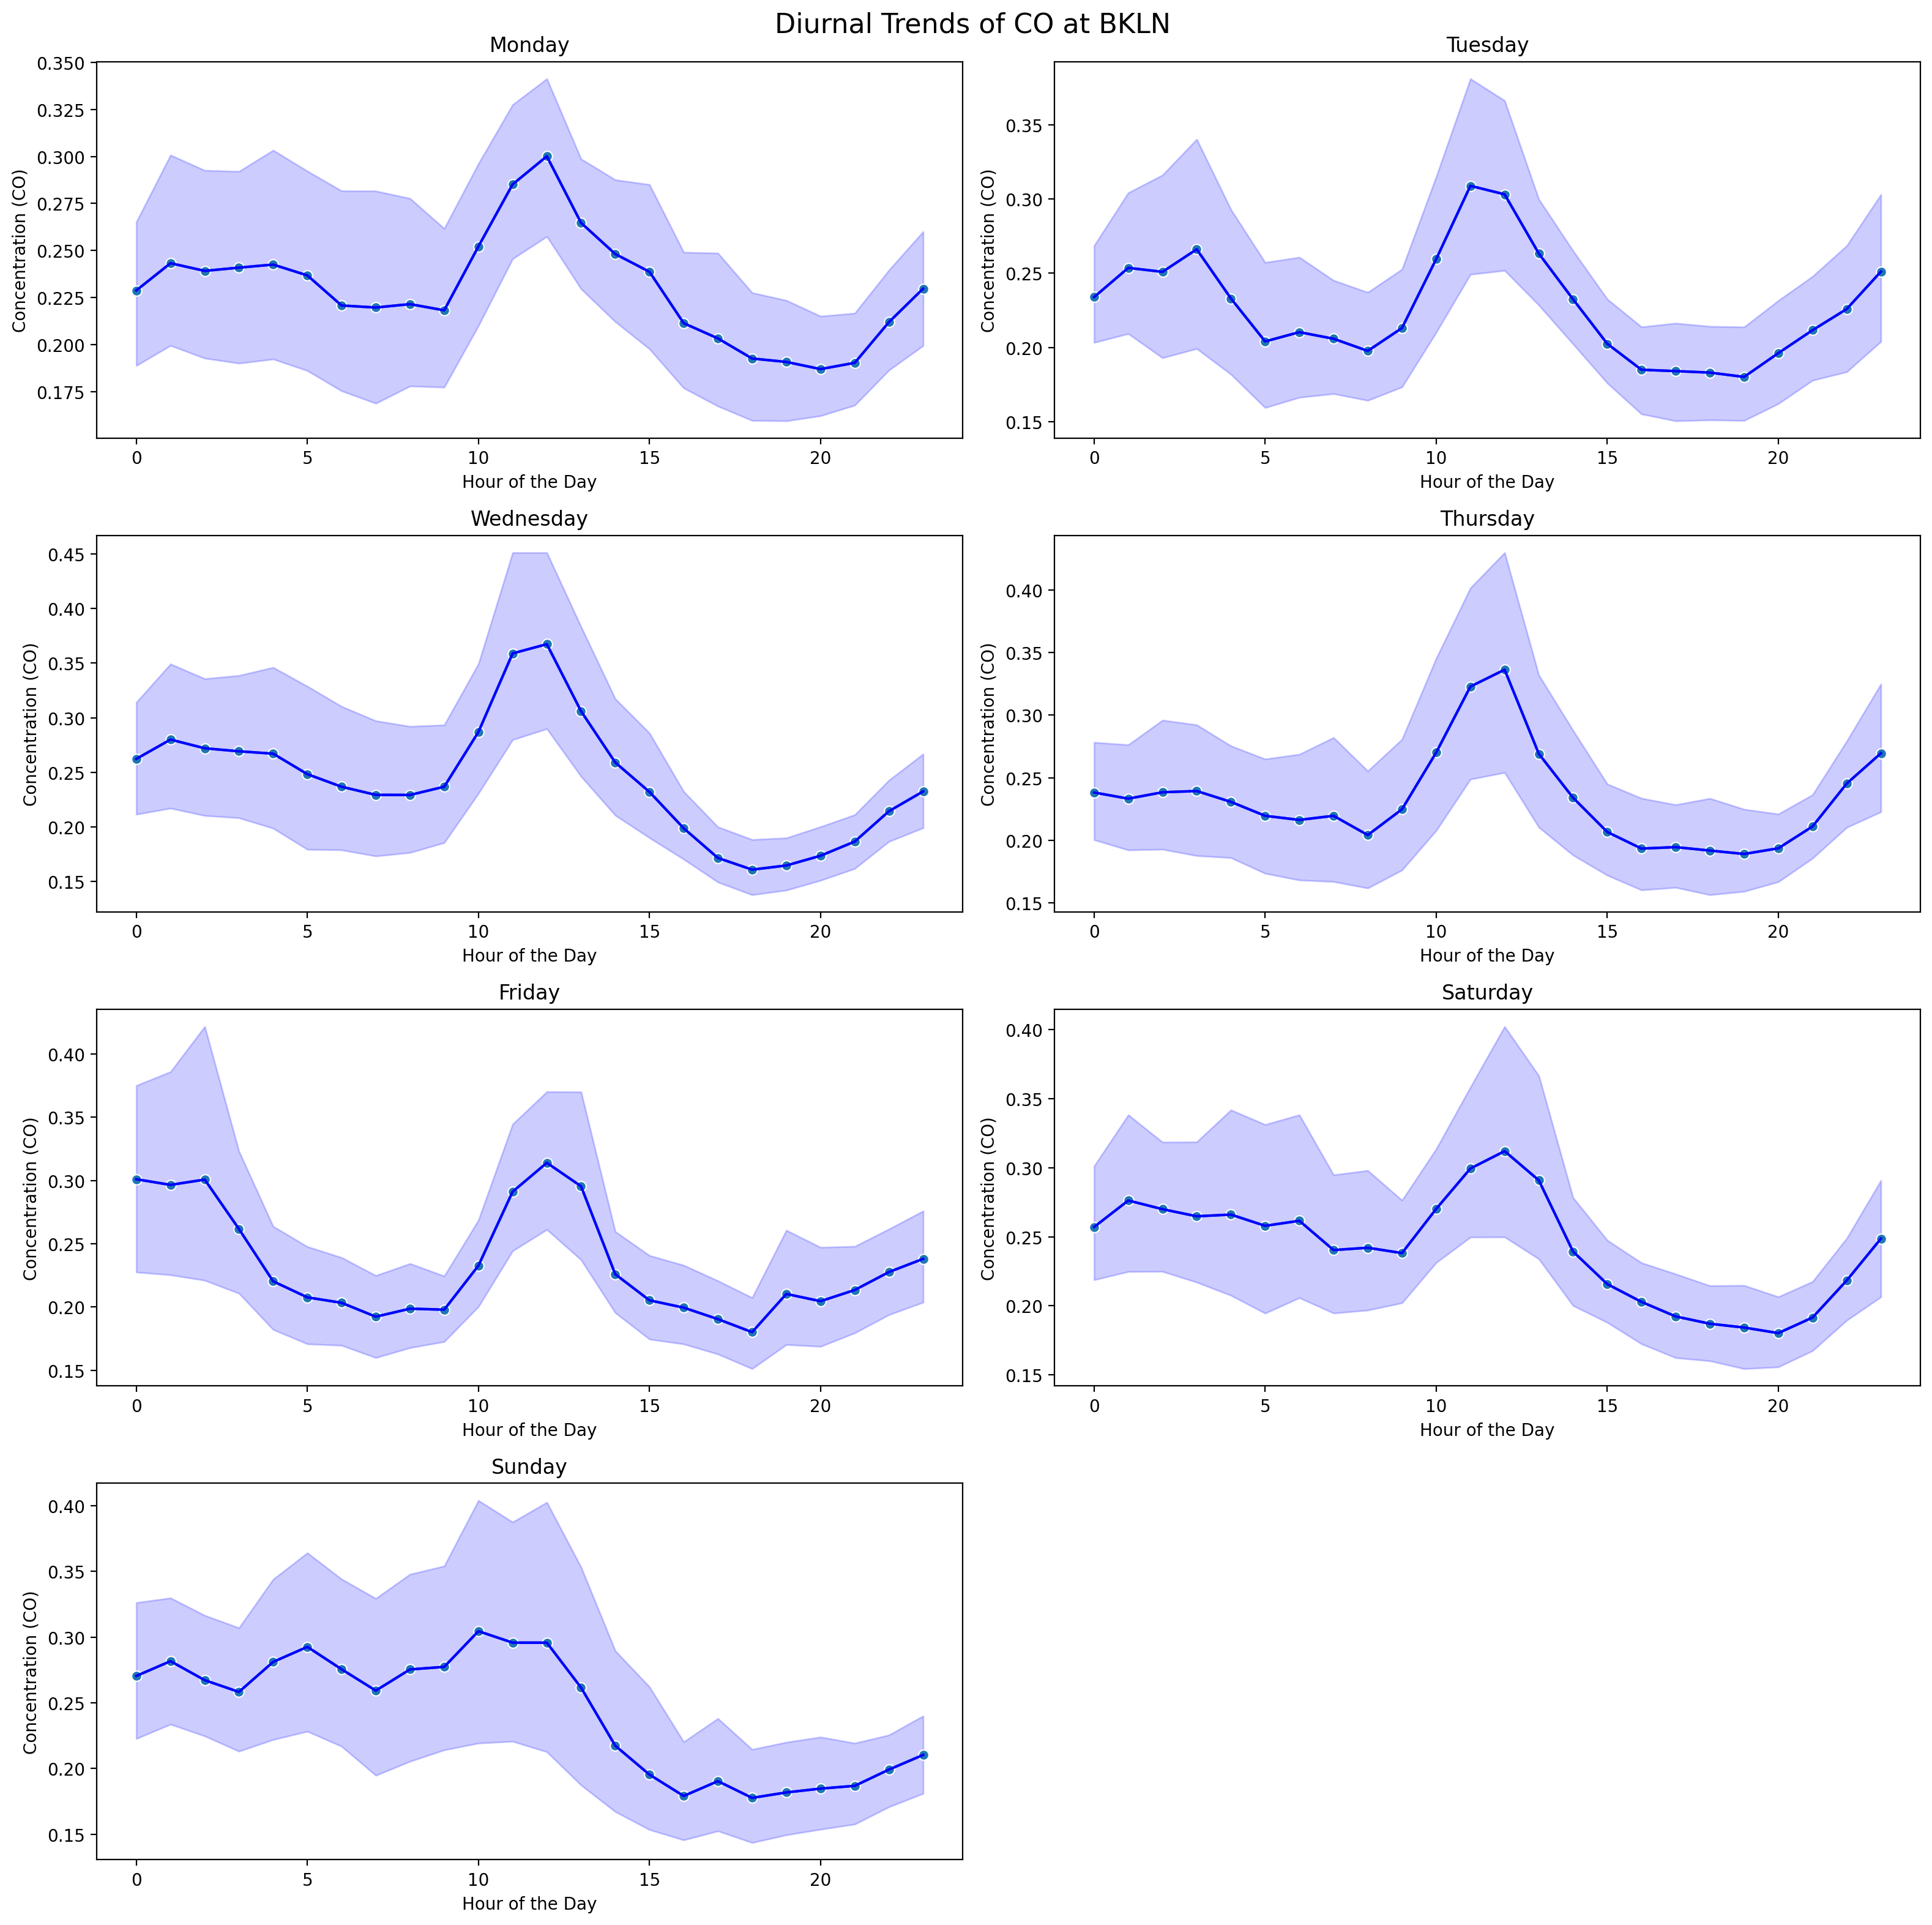 Diurnal Trends of CO at BKLN
Monday
0.350
0.325
0.300
0.275
0.250
0.225
0.200
0.175
Concentration (CO)
0 5 10 15 20
Hour of the Day
Tuesday
0.35
0.30
0.25
0.20
0.15
Concentration (CO)
0 5 10 15 20
Hour of the Day
Wednesday
0.45
0.40
0.35
0.30
0.25
0.20
0.15
Concentration (CO)
0 5 10 15 20
Hour of the Day
Thursday
0.40
0.35
0.30
0.25
0.20
0.15
Concentration (CO)
0 5 10 15 20
Hour of the Day
Friday
0.40
0.35
0.30
0.25
0.20
0.15
Concentration (CO)
0 5 10 15 20
Hour of the Day
Saturday
0.40
0.35
0.30
0.25
0.20
0.15
Concentration (CO)
0 5 10 15 20
Hour of the Day
Sunday
0.40
0.35
0.30
0.25
0.20
0.15
Concentration (CO)
0 5 10 15 20
Hour of the Day